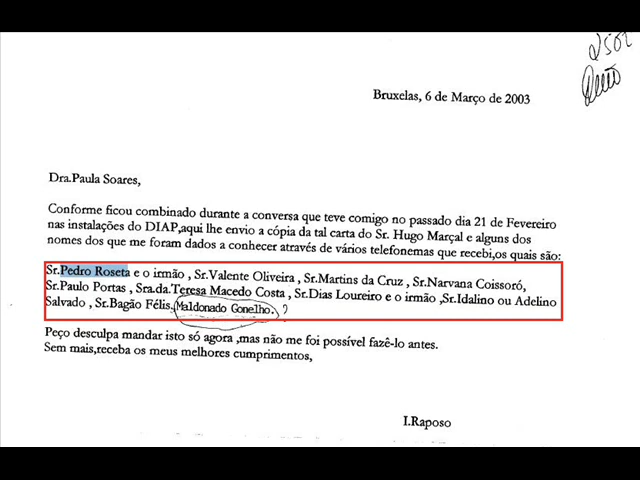 2501
Bruxelas, 6 de Março de 2003
Dra.Paula Soares,
Conforme ficou combinado durante a conversa que teve comigo no passado dia 21 de Fevereiro
nas instalações do DIAP,aqui lhe envio a cópia da tal carta do Sr. Hugo Marçal e alguns dos
nomes dos que me foram dados a conhecer através de vários telefonemas que recebi,os quais são:
Sr.Pedro Roseta e o irmão , Sr.Valente Oliveira , Sr.Martins da Cruz , Sr.Narvana Coissoró,
Sr.Paulo Portas , Sra.da.Teresa Macedo Costa , Sr.Dias Loureiro e o irmão ,Sr.Idalino ou Adelino
Salvado , Sr.Bagão Félis.,Maldonado Gonelho. ?
Peço desculpa mandar isto só agora ,mas não me foi possível fazê-lo antes.
Sem mais,receba os meus melhores cumprimentos,
I.Raposo